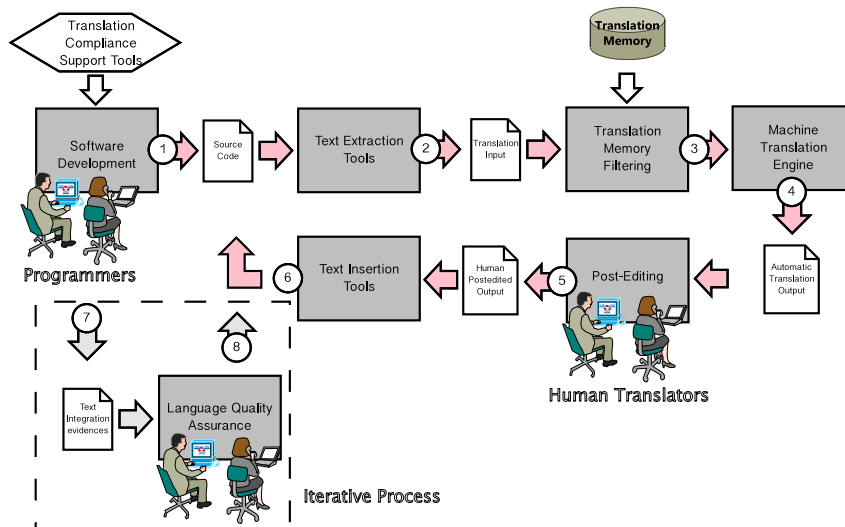 Translation
Compliance
Support Tools
Translation
Memory
Software
Development
1
Source
Code
Text Extraction
Tools
2
Translation
Input
Translation
Memory
Filtering
3
Machine
Translation
Engine
4
Programmers
6
Text Insertion
Tools
Human
Postedited
Output
5
Post-Editing
Automatic
Translation
Output
Human Translators
7
8
Text
Integration
evidences
Language Quality
Assurance
Iterative Process